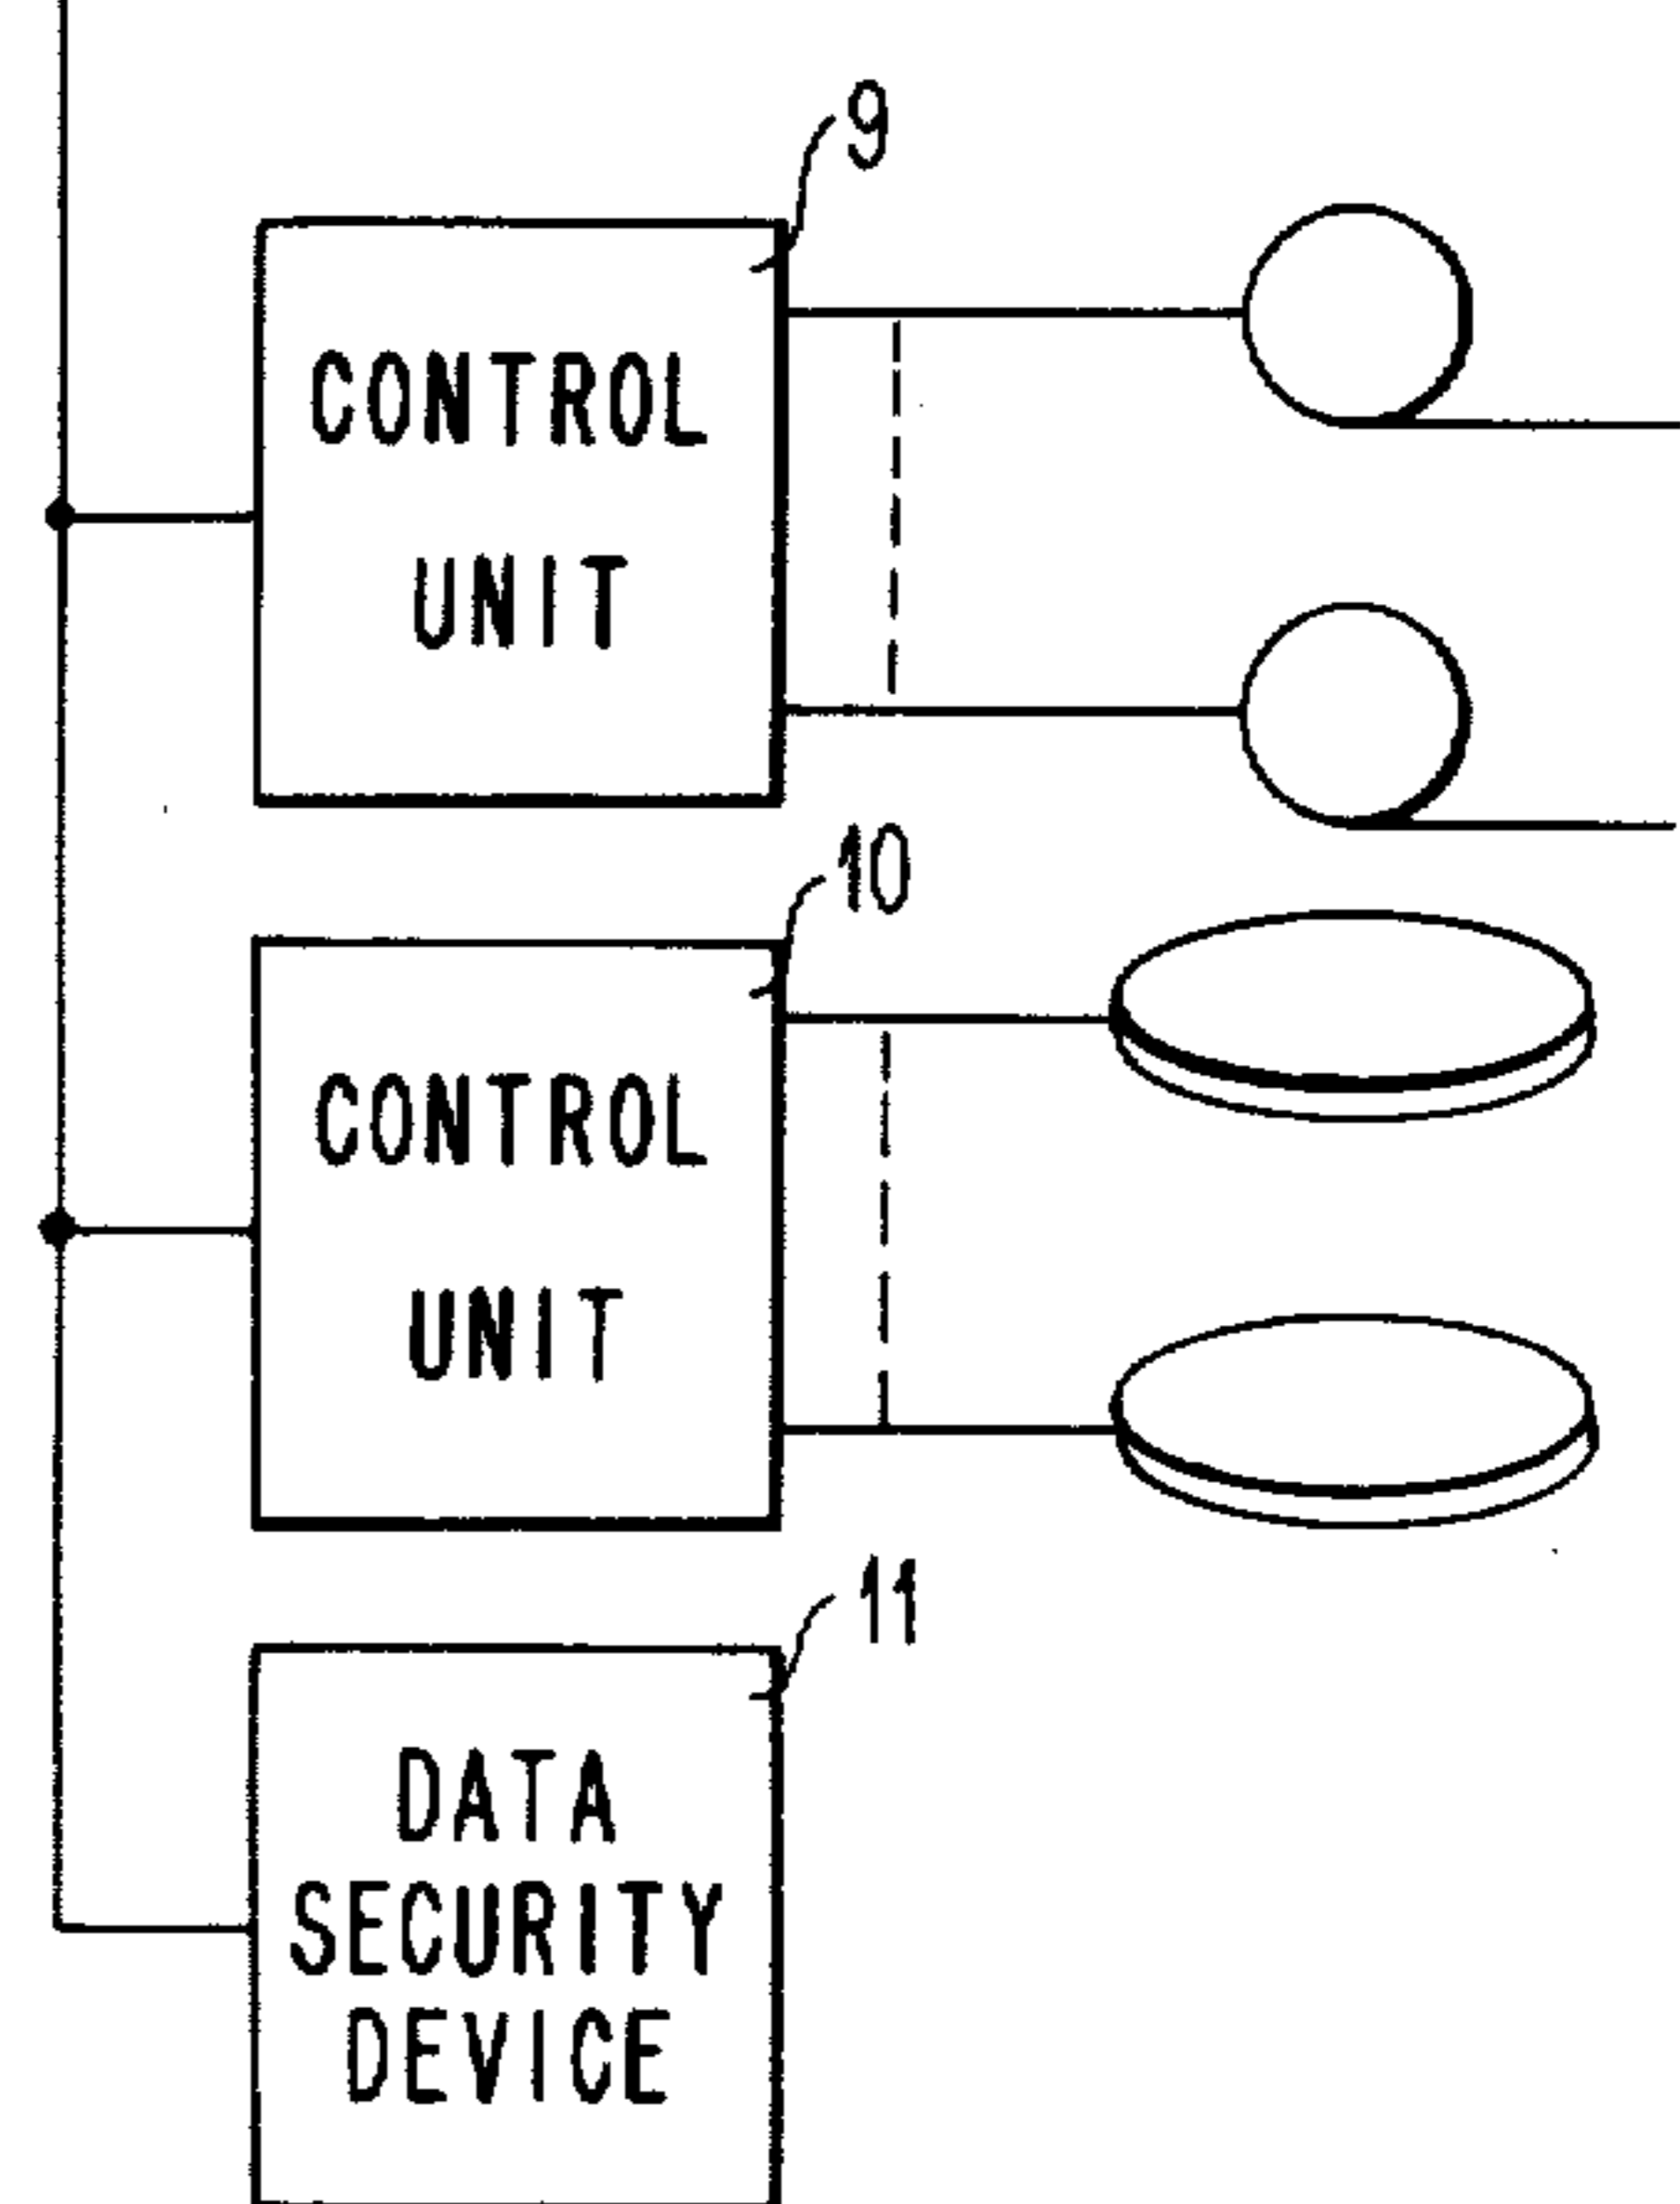 9
CONTROL
UNIT
10
CONTROL
UNIT
11
DATA
SECURITY
DEVICE